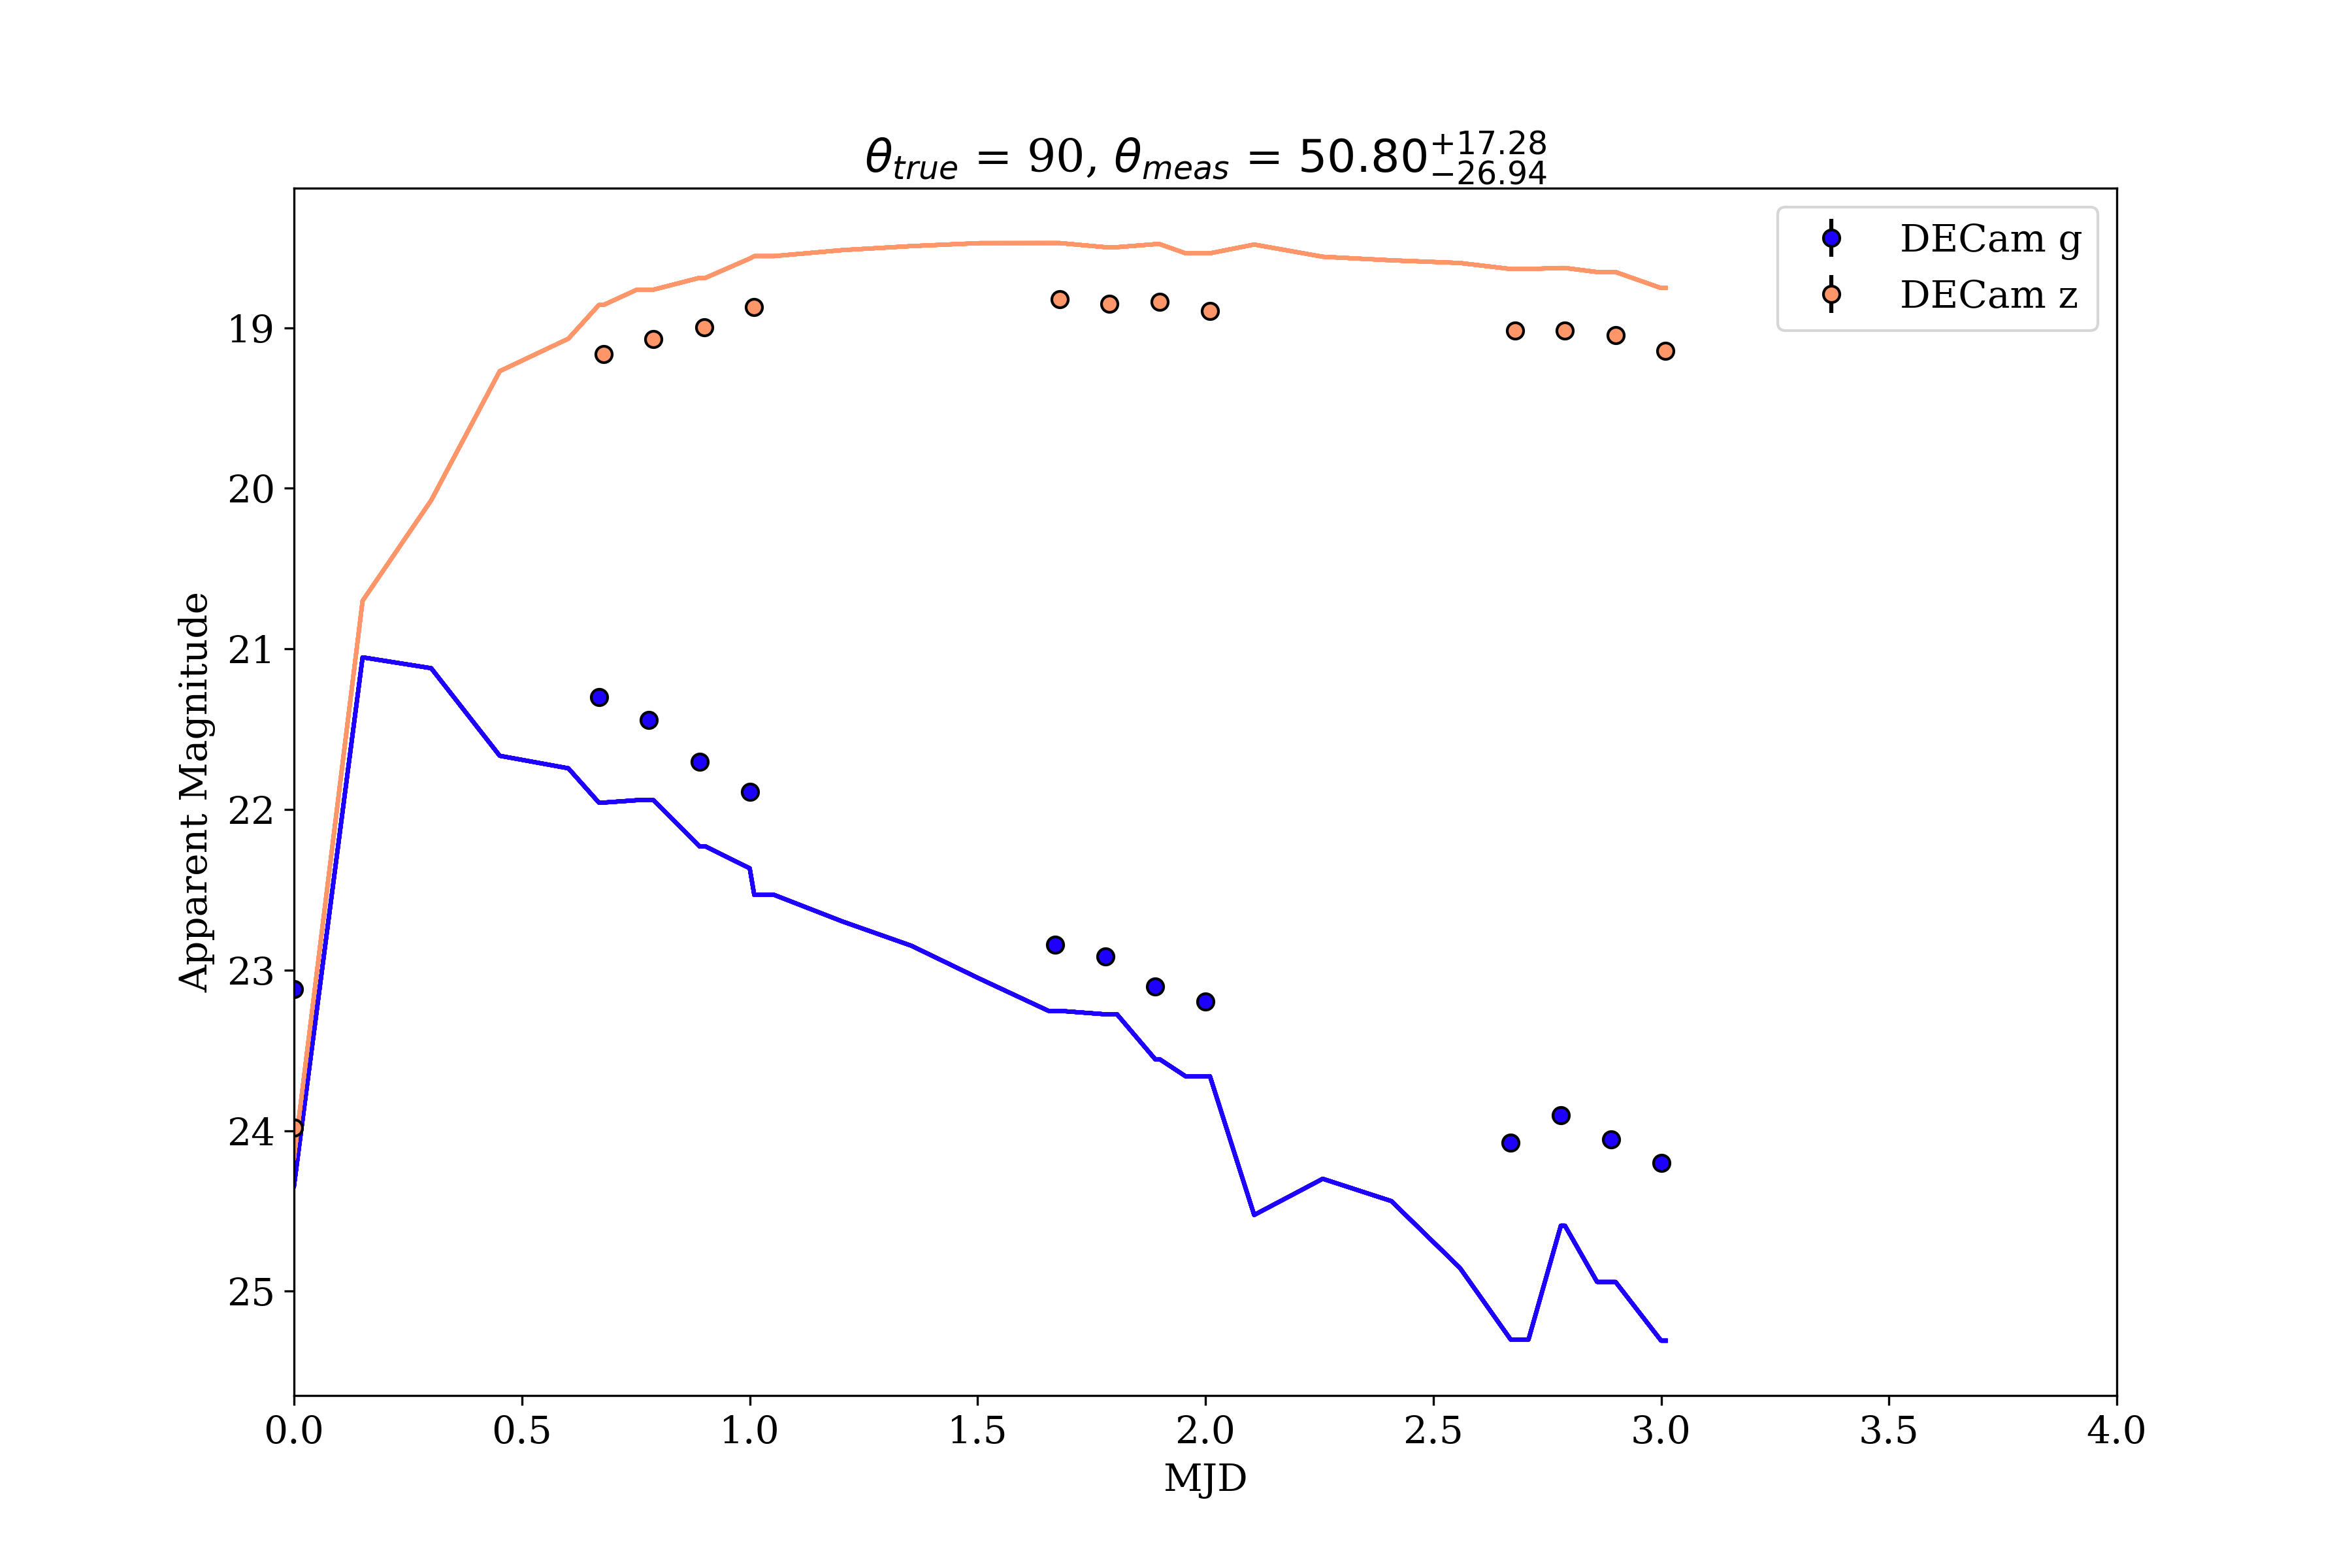 θtrue = 90, θmeas = 50.80+17.28−26.94
DECam g
DECam z
Apparent Magnitude
19
20
21
22
23
24
25
0.0 0.5 1.0 1.5 2.0 2.5 3.0 3.5 4.0
MJD